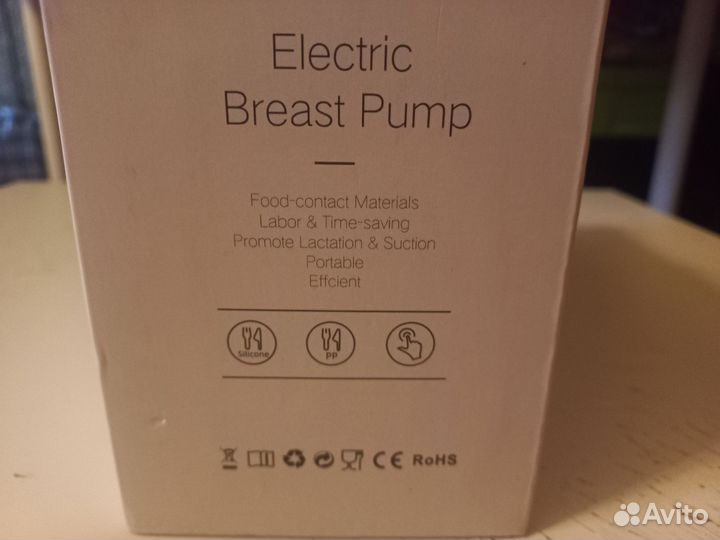 Electric
Breast Pump
Food-contact Materials
Labor & Time-saving
Promote Lactation & Suction
Portable
Effcient
Silicone PP
CE RoHS
Avito